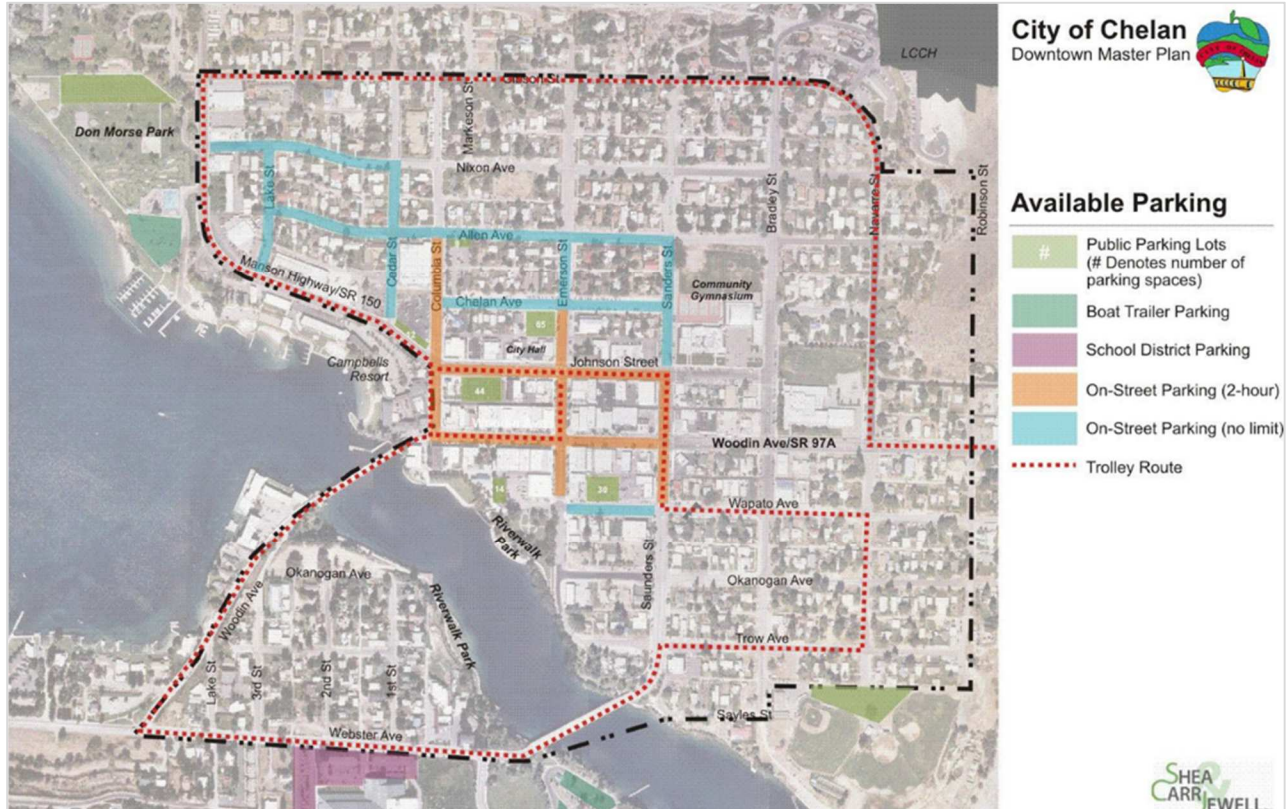 City of Chelan
Downtown Master Plan
Available Parking
#
Public Parking Lots
(# Denotes number of
parking spaces)
Boat Trailer Parking
School District Parking
On-Street Parking (2-hour)
On-Street Parking (no limit)
Trolley Route
LCCH
Don Morse Park
Markeson St
Nixon Ave
Lake St
Bradley St
Navarre St
Robinson St
Allen Ave
Cedar St
Columbia St
Emerson St
Sanders St
Manson Highway/SR 150
Chelan Ave
Community
Gymnasium
65
City Hall
Johnson Street
Campbells
Resort
44
Woodin Ave/SR 97A
14
Wapato Ave
Riverwalk
Park
Saunders St
Okanogan Ave
Okanogan Ave
Woodin Ave
Riverwalk Park
Trow Ave
Lake St
3rd St
2nd St
1st St
Sayles St
Webster Ave
SHEA
CARR
JEWELL